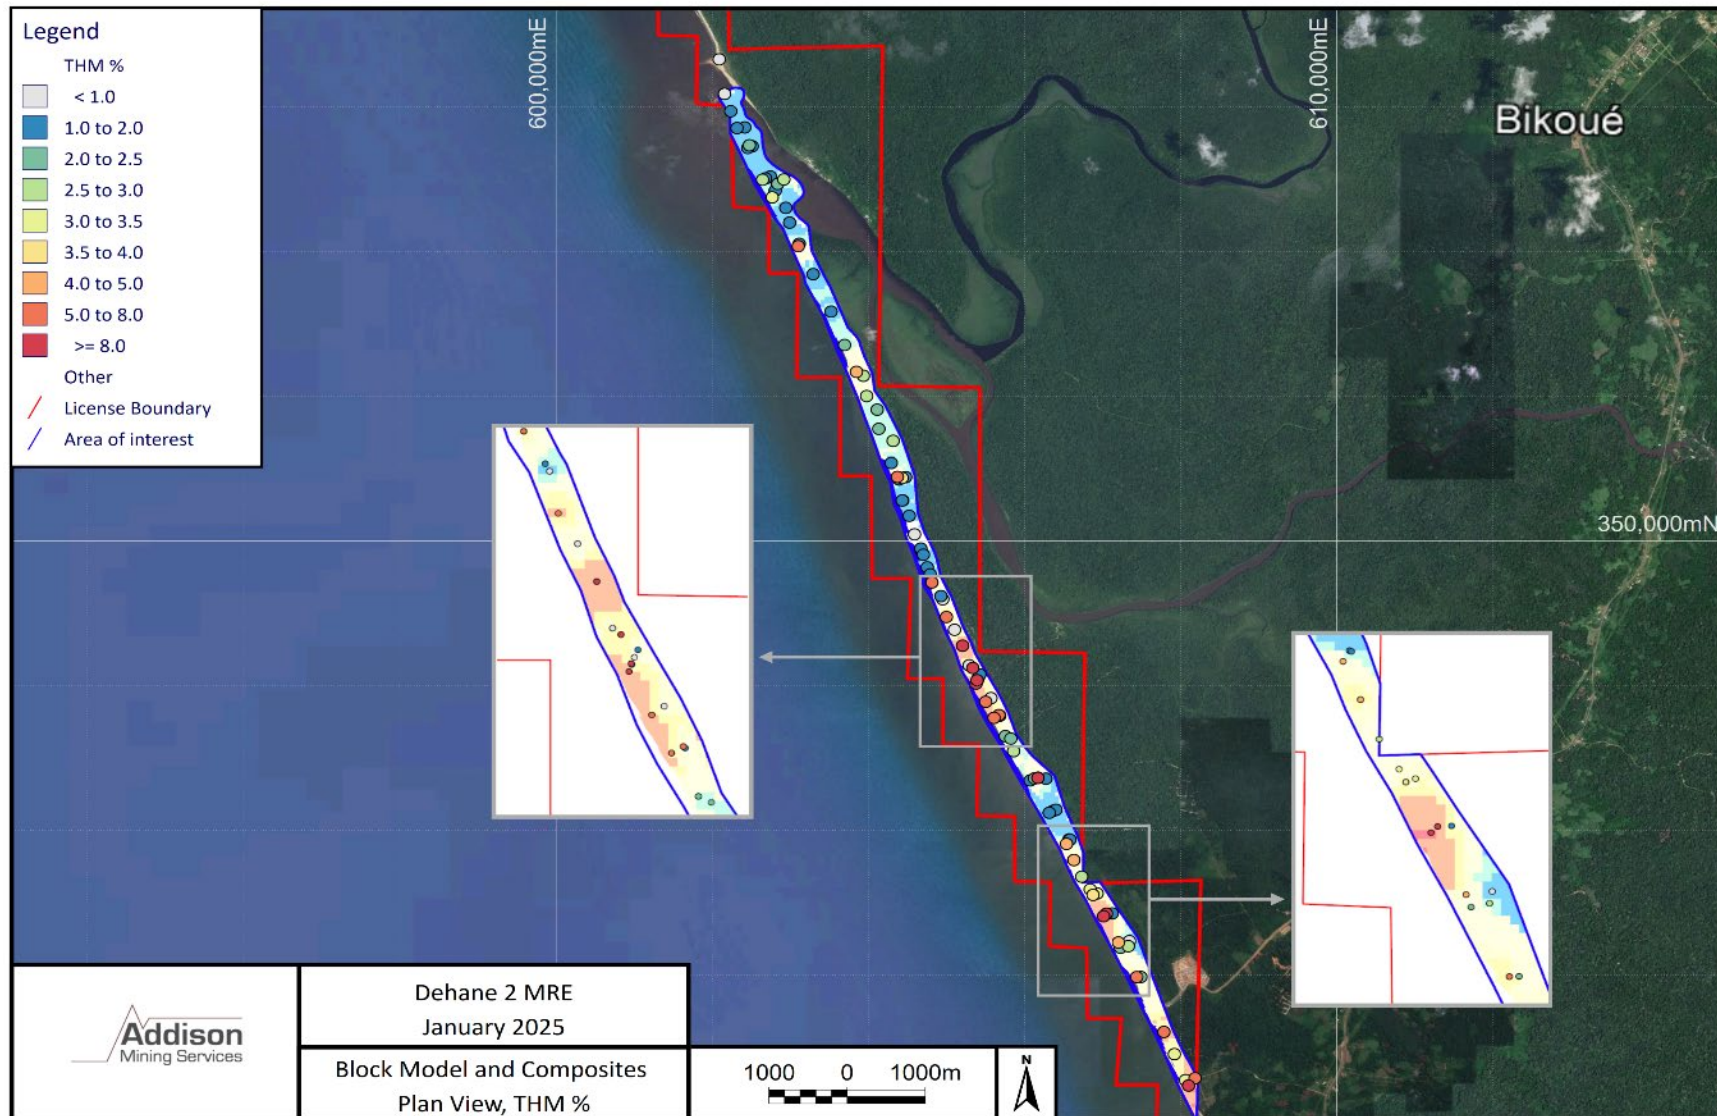 Legend
THM %
< 1.0
1.0 to 2.0
2.0 to 2.5
2.5 to 3.0
3.0 to 3.5
3.5 to 4.0
4.0 to 5.0
5.0 to 8.0
>= 8.0
Other
License Boundary
Area of interest
600,000mE
610,000mE
Bikoué
350,000mN
Addison
Mining Services
Dehane 2 MRE
January 2025
Block Model and Composites
Plan View, THM %
1000 0 1000m
N